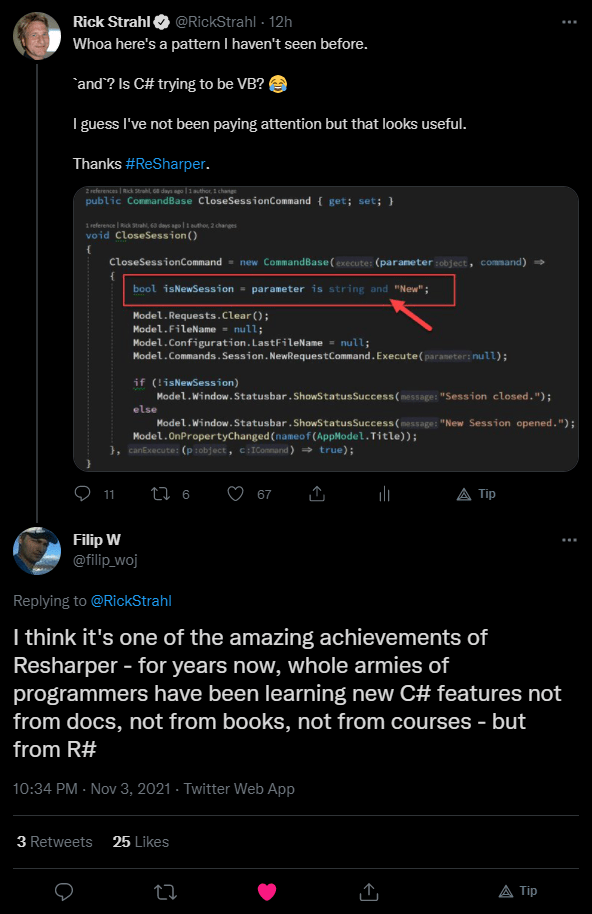 Rick Strahl @RickStrahl · 12h
Whoa here's a pattern I haven't seen before.
`and`? Is C# trying to be VB? 😂
I guess I've not been paying attention but that looks useful.
Thanks #ReSharper.
2 references | Rick Strahl, 68 days ago | 1 author, 1 change
public CommandBase CloseSessionCommand { get; set; }
1 reference | Rick Strahl, 63 days ago | 1 author, 2 changes
void CloseSession()
{
CloseSessionCommand = new CommandBase(execute: (parameter:object, command) =>
{
bool isNewSession = parameter is string and "New";
Model.Requests.Clear();
Model.FileName = null;
Model.Configuration.LastFileName = null;
Model.Commands.Session.NewRequestCommand.Execute(parameter:null);
if (!isNewSession)
Model.Window.Statusbar.ShowStatusSuccess(message:"Session closed.");
else
Model.Window.Statusbar.ShowStatusSuccess(message:"New Session opened.");
Model.OnPropertyChanged(nameof(AppModel.Title));
}, canExecute: (p:object, c:ICommand) => true);
}
11 6 67 Tip
Filip W
@filip_woj
Replying to @RickStrahl
I think it's one of the amazing achievements of
Resharper - for years now, whole armies of
programmers have been learning new C# features not
from docs, not from books, not from courses - but
from R#
10:34 PM · Nov 3, 2021 · Twitter Web App
3 Retweets 25 Likes
Tip